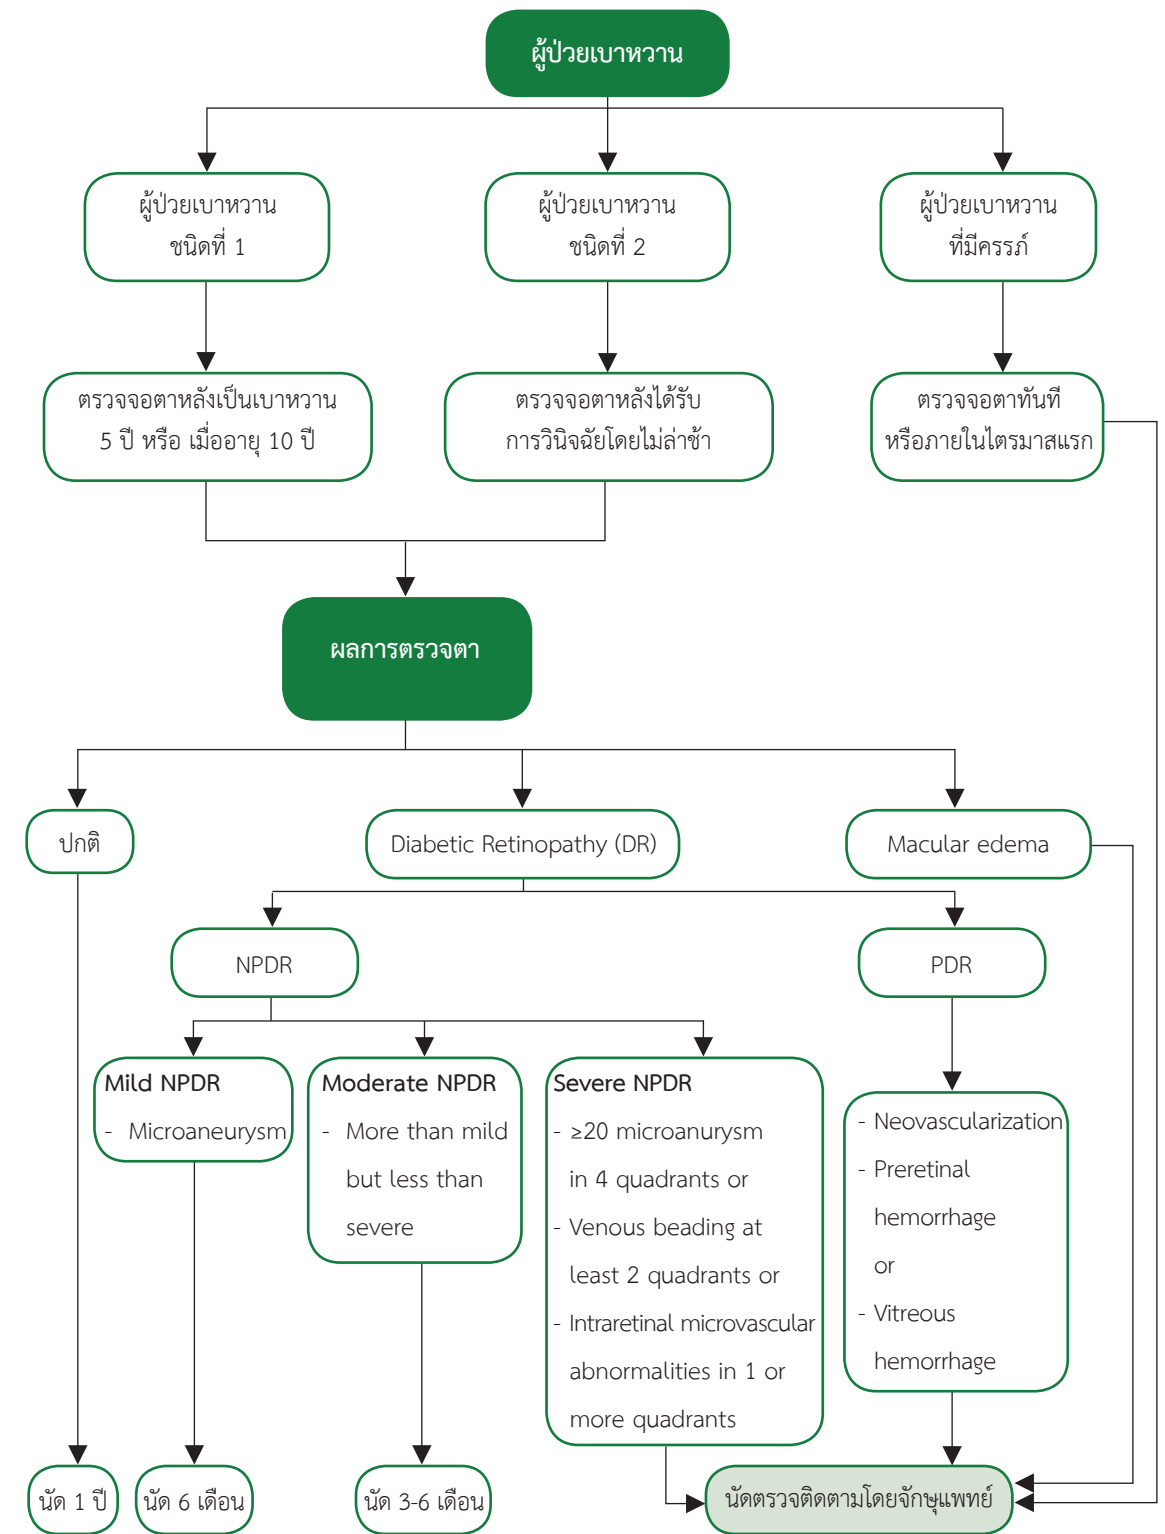 ผู้ป่วยเบาหวาน
ผู้ป่วยเบาหวาน
ชนิดที่ 1
ผู้ป่วยเบาหวาน
ชนิดที่ 2
ผู้ป่วยเบาหวาน
ที่มีครรภ์
ตรวจจอตาหลังเป็นเบาหวาน
5 ปี หรือ เมื่ออายุ 10 ปี
ตรวจจอตาหลังได้รับ
การวินิจฉัยโดยไม่ล่าช้า
ตรวจจอตาทันที
หรือภายในไตรมาสแรก
ผลการตรวจตา
ปกติ
Diabetic Retinopathy (DR)
Macular edema
NPDR
PDR
Mild NPDR
- Microaneurysm
Moderate NPDR
- More than mild
but less than
severe
Severe NPDR
- ≥20 microanurysm
in 4 quadrants or
- Venous beading at
least 2 quadrants or
- Intraretinal microvascular
abnormalities in 1 or
more quadrants
- Neovascularization
- Preretinal
hemorrhage
or
- Vitreous
hemorrhage
นัด 1 ปี
นัด 6 เดือน
นัด 3-6 เดือน
นัดตรวจติดตามโดยจักษุแพทย์